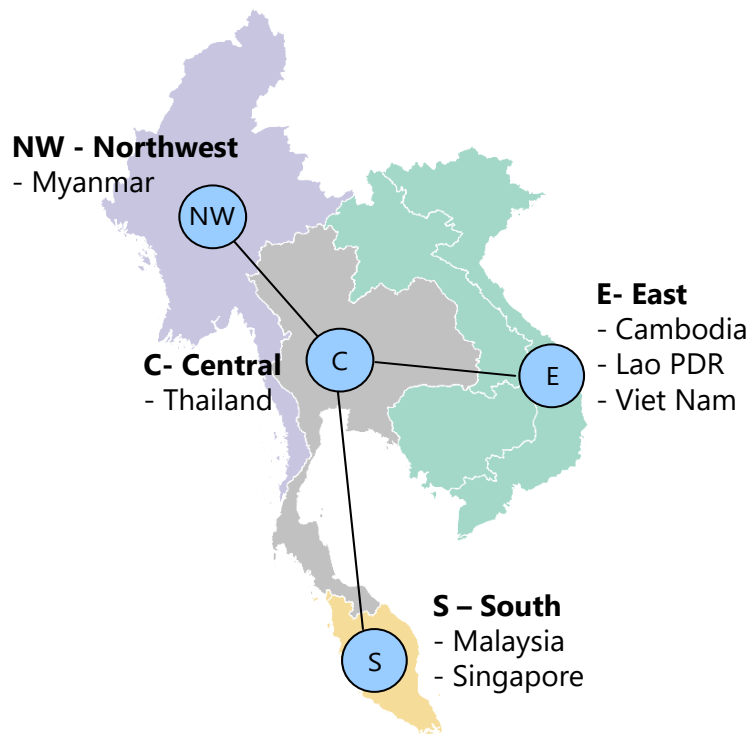 NW - Northwest
- Myanmar
NW
E- East
- Cambodia
- Lao PDR
- Viet Nam
C- Central
- Thailand
C
E
S – South
- Malaysia
- Singapore
S